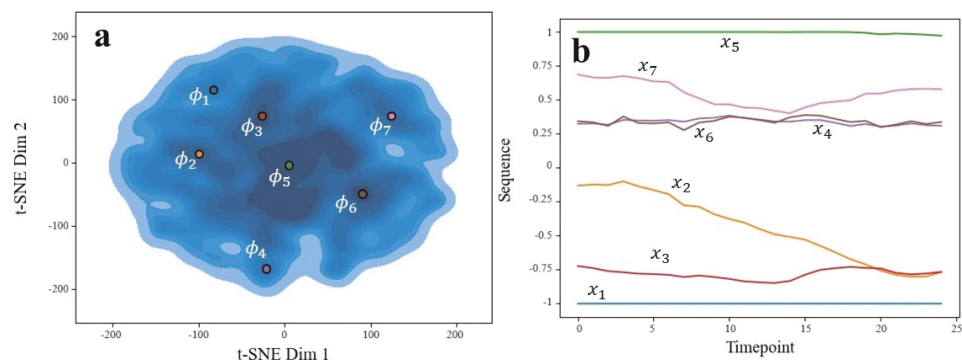 a
t-SNE Dim 2
200
100
0
-100
-200
ϕ₁
ϕ₃
ϕ₇
ϕ₂
ϕ₅
ϕ₆
ϕ₄
-200
-100
0
100
200
t-SNE Dim 1
b
Sequence
1
0.75
0.5
0.25
0
-0.25
-0.5
-0.75
-1
x₅
x₇
x₆
x₄
x₂
x₃
x₁
0
5
10
15
20
25
Timepoint